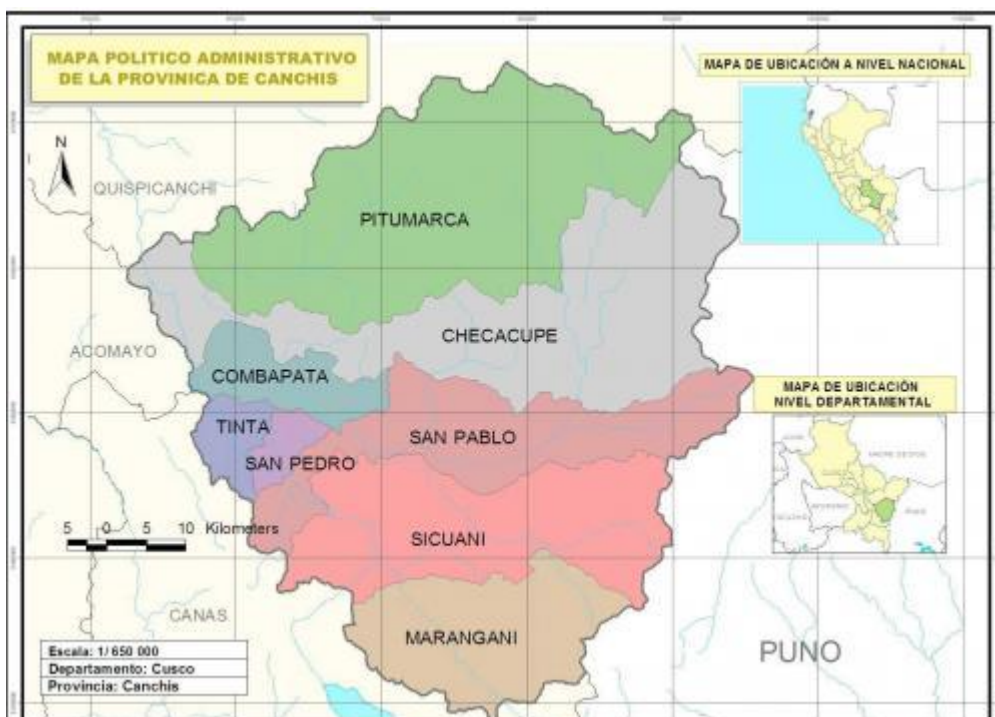 MAPA POLITICO ADMINISTRATIVO
DE LA PROVINICA DE CANCHIS
MAPA DE UBICACIÓN A NIVEL NACIONAL
N
QUISPICANCHI
PITUMARCA
CHECACUPE
ACOMAYO
COMBAPATA
MAPA DE UBICACIÓN
NIVEL DEPARTAMENTAL
TINTA
SAN PABLO
SAN PEDRO
5 0 5 10 Kilometers
SICUANI
CANAS
MARANGANI
PUNO
Escala: 1/ 650 000
Departamento: Cusco
Provincia: Canchis